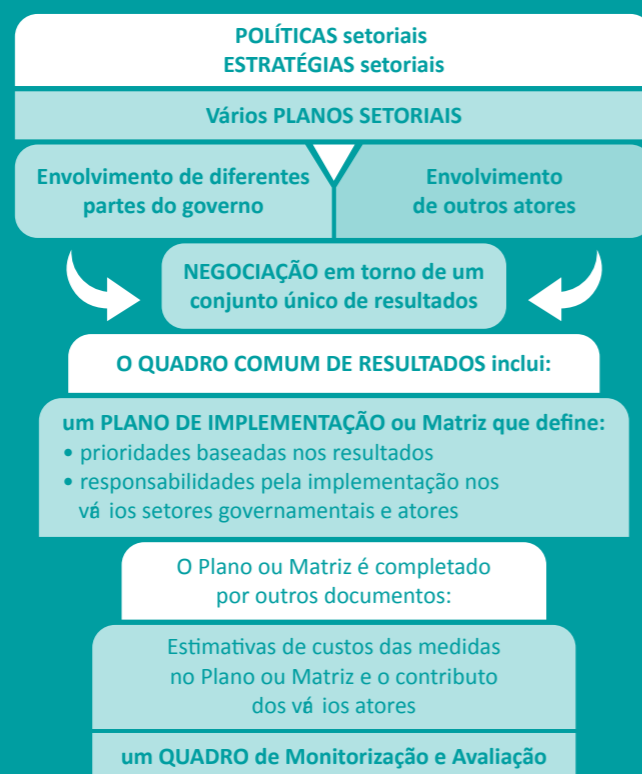 POLÍTICAS setoriais
ESTRATÉGIAS setoriais
Vários PLANOS SETORIAIS
Envolvimento de diferentes
partes do governo
Envolvimento
de outros atores
NEGOCIAÇÃO em torno de um
conjunto único de resultados
O QUADRO COMUM DE RESULTADOS inclui:
um PLANO DE IMPLEMENTAÇÃO ou Matriz que define:
• prioridades baseadas nos resultados
• responsabilidades pela implementação nos
vá ios setores governamentais e atores
O Plano ou Matriz é completado
por outros documentos:
Estimativas de custos das medidas
no Plano ou Matriz e o contributo
dos vá ios atores
um QUADRO de Monitorização e Avaliação